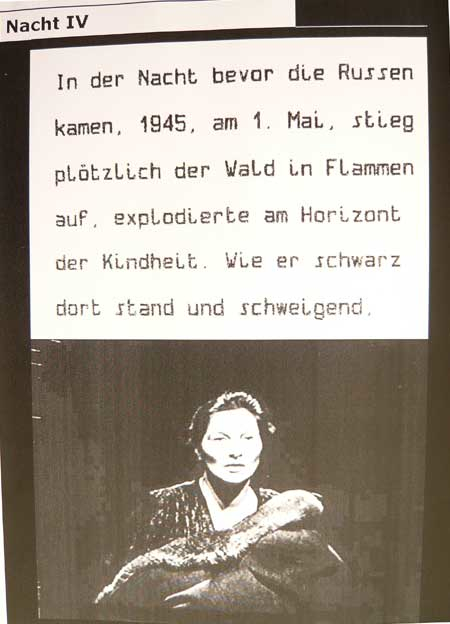 Nacht IV
In der Nacht bevor die Russen
kamen, 1945, am 1. Mai, stieg
plötzlich der Wald in Flammen
auf, explodierte am Horizont
der Kindheit. Wie er schwarz
dort stand und schweigend,